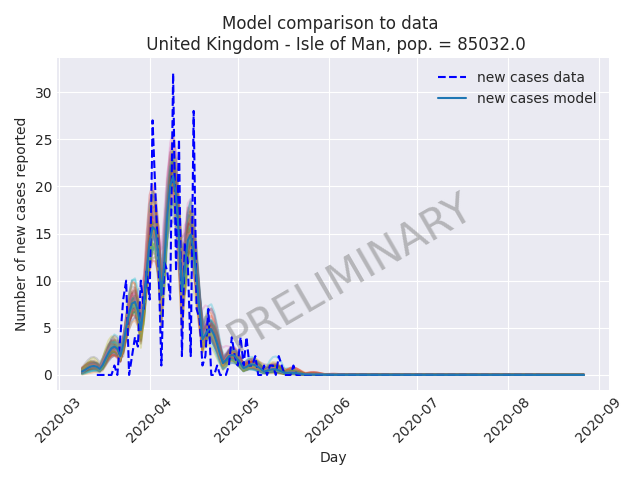 Model comparison to data
United Kingdom - Isle of Man, pop. = 85032.0
new cases data
new cases model
Number of new cases reported
30
25
20
15
10
5
0
PRELIMINARY
2020-03
2020-04
2020-05
2020-06
2020-07
2020-08
2020-09
Day